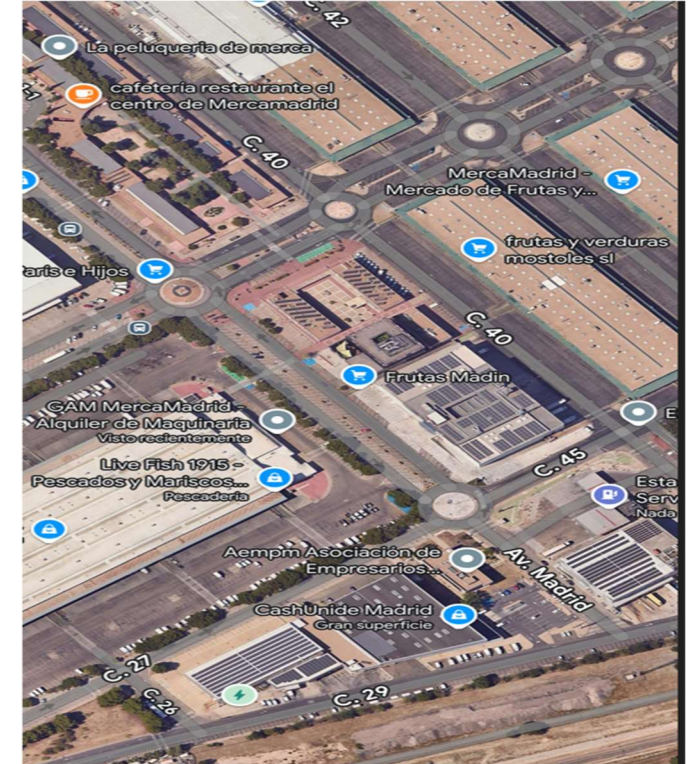 C. 42
La peluquería de merca
cafetería restaurante el
centro de Mercamadrid
C. 40
MercaMadrid -
Mercado de Frutas y...
frutas y verduras
mostoles sl
arís e Hijos
C. 40
Frutas Madin
GAM MercaMadrid -
Alquiler de Maquinaria
Visto recientemente
E
C. 45
Live Fish 1915 -
Pescados y Mariscos...
Pescadería
Esta
Serv
Nada
Aempm Asociación de
Empresarios...
Av. Madrid
CashUnide Madrid
Gran superficie
C. 27
C. 26
C. 29